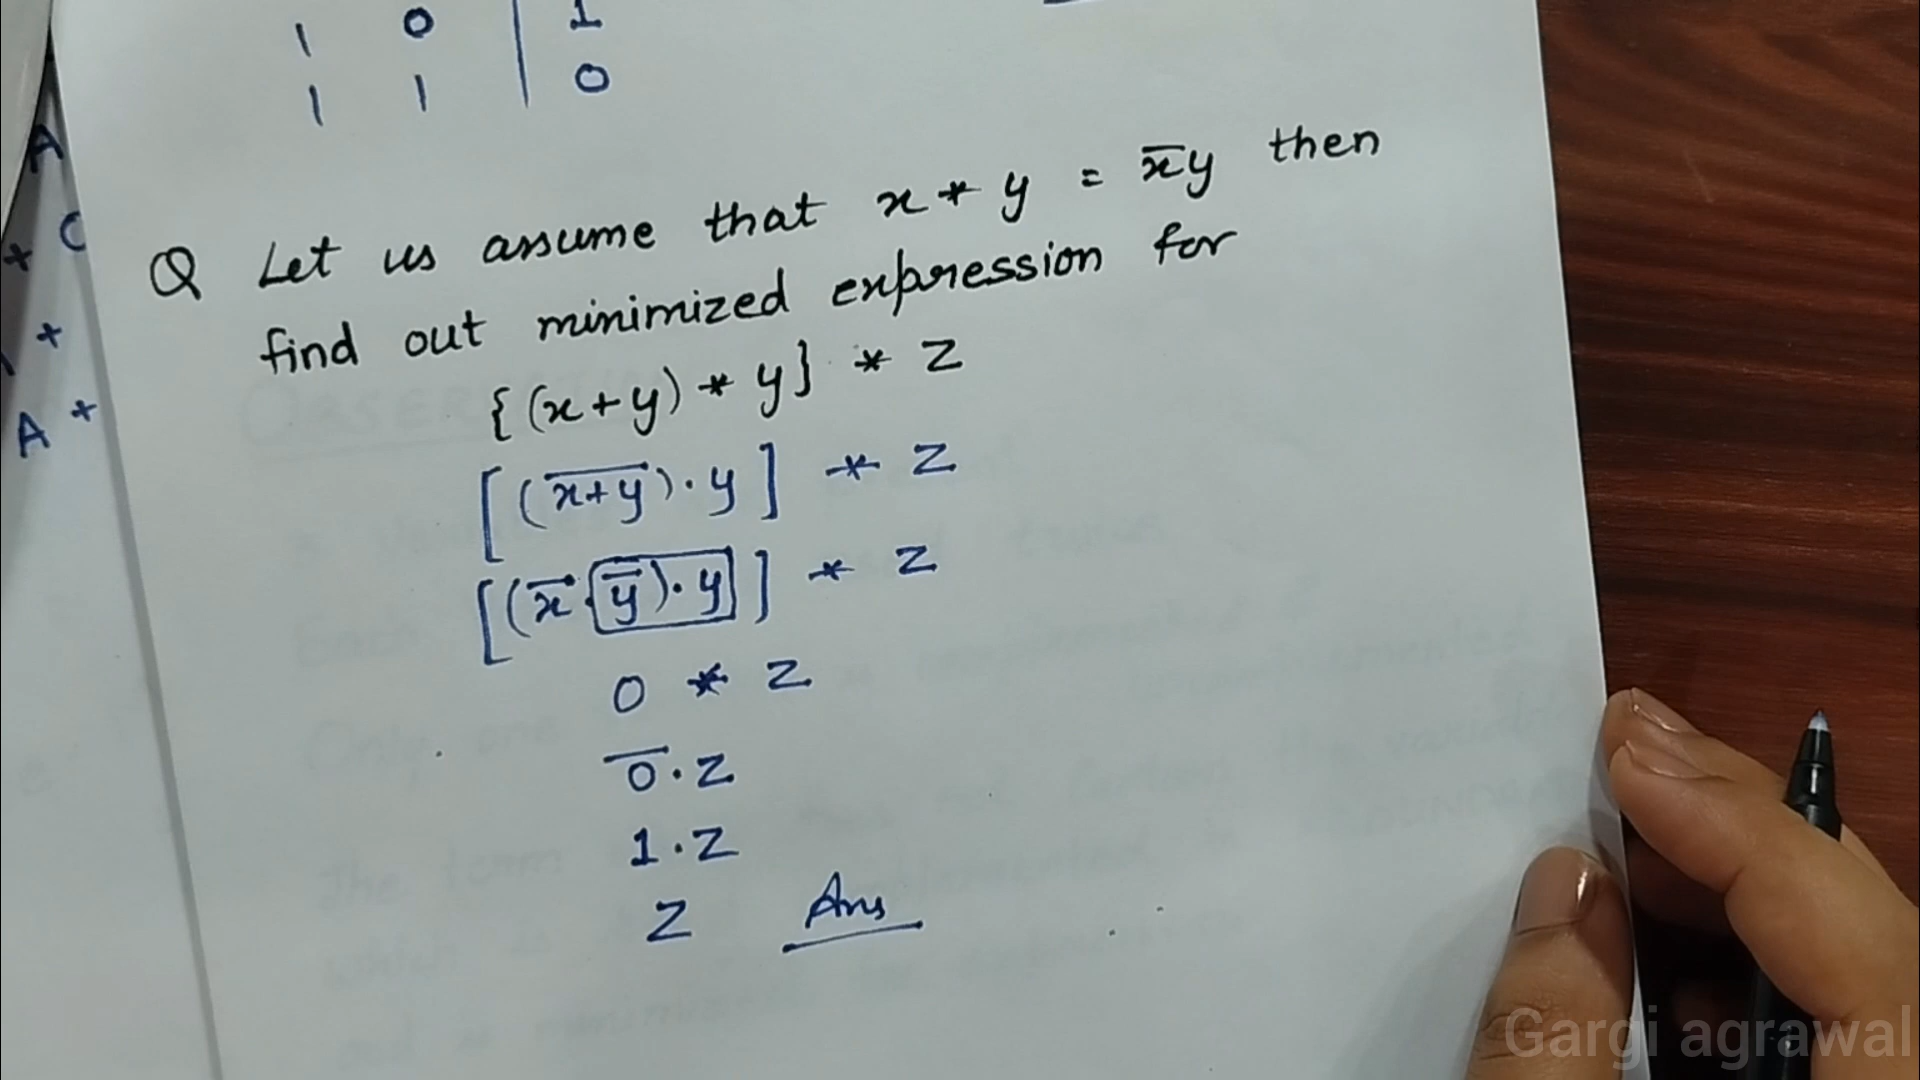 1 0 | 1
1 1 | 0
Q Let us assume that x * y = x̅y then
find out minimized expression for
{(x+y) * y} * z
[(x̅+̅y̅)·y] * z
[(x̅·y̅)·y] * z
0 * z
0̅·z
1·z
z Ans
A
+ C
+
A +
Gargi agrawal